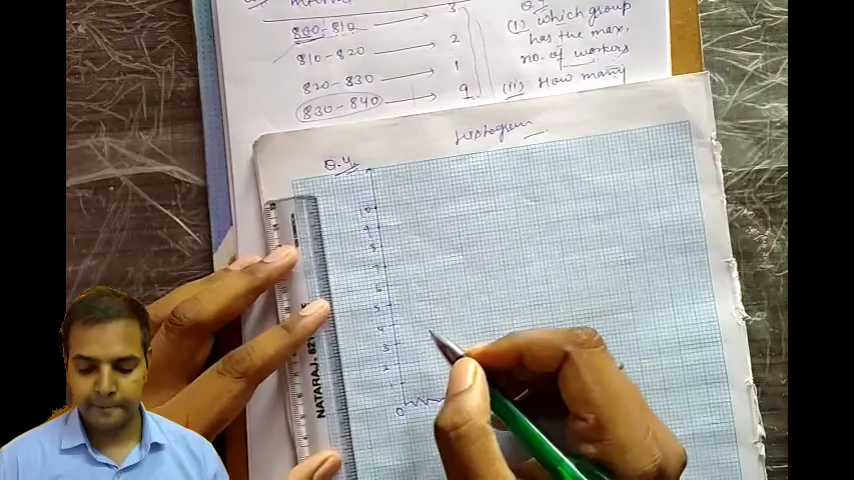 800-810 → 3
810-820 → 2
820-830 → 1
830-840 → 9
(i) which group
has the max.
no. of workers
(ii) How many
Histogram
Q.4
10
9
8
7
6
5
4
3
2
1
0
NATARAJ. 621